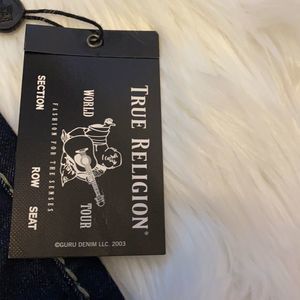 TRUE RELIGION®
WORLD TOUR
FASHION FOR THE SENSES
SECTION ROW SEAT
©GURU DENIM LLC. 2003